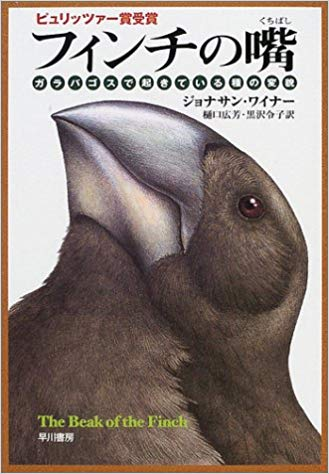 ピュリッツァー賞受賞
くちばし
フィンチの嘴
ガラパゴスで起きている種の変貌
ジョナサン・ワイナー
樋口広芳・黒沢令子訳
The Beak of the Finch
早川書房